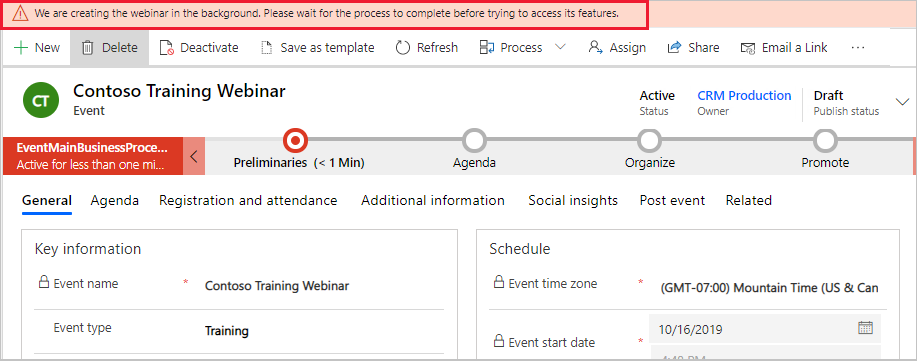 We are creating the webinar in the background. Please wait for the process to complete before trying to access its features.
+ New Delete Deactivate Save as template Refresh Process Assign Share Email a Link ...
CT
Contoso Training Webinar
Event
Active
Status
CRM Production
Owner
Draft
Publish status
EventMainBusinessProce...
Active for less than one mi...
Preliminaries (< 1 Min)
Agenda
Organize
Promote
General Agenda Registration and attendance Additional information Social insights Post event Related
Key information
Event name * Contoso Training Webinar
Event type Training
Schedule
Event time zone * (GMT-07:00) Mountain Time (US & Can
Event start date * 10/16/2019